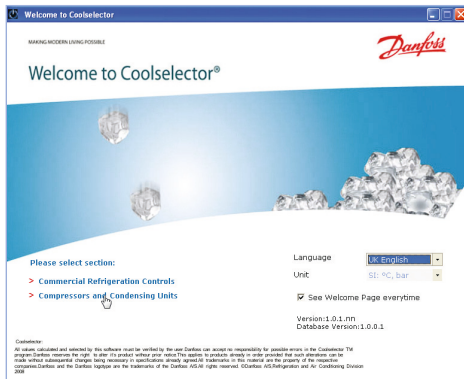 Welcome to Coolselector
MAKING MODERN LIVING POSSIBLE
Danfoss
Welcome to Coolselector®
Please select section:
> Commercial Refrigeration Controls
> Compressors and Condensing Units
Language UK English
Unit SI: ºC, bar
See Welcome Page everytime
Version:1.0.1.nn
Database Version:1.0.0.1
Coolselector:
All values calculated and selected by this software must be verified by the user Danfoss can accept no responsability for possible errors in the Coolselector TM
program.Danfoss reserves the right to alter it's product withour prior notice This applies to products already in order provided that such alterations can be
made without subsequential changes being necessary in specifications already agreed All trademarks in this material are the property of the respective
companies.Danfoss and the Danfoss logotype are the trademarks of the Danfoss A/S.All rights reserved. ©Danfoss A/S.Refrigeration and Air Conditioning Division
2008